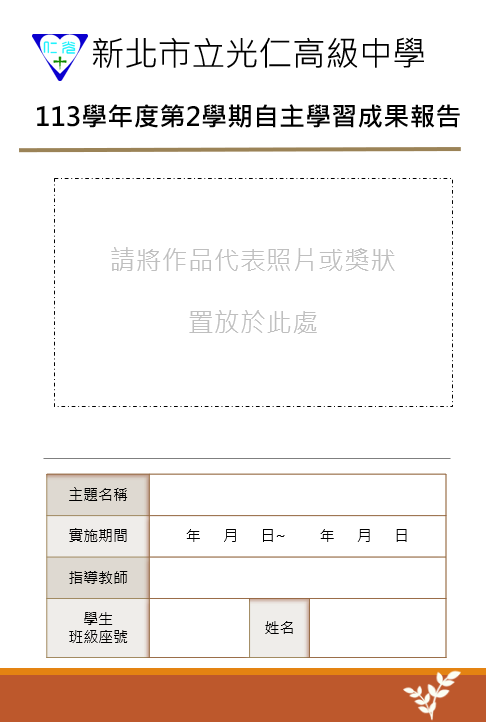 仁光
新北市立光仁高級中學
113學年度第2學期自主學習成果報告
請將作品代表照片或獎狀
置放於此處
主題名稱
實施期間 年 月 日~ 年 月 日
指導教師
學生
班級座號 姓名